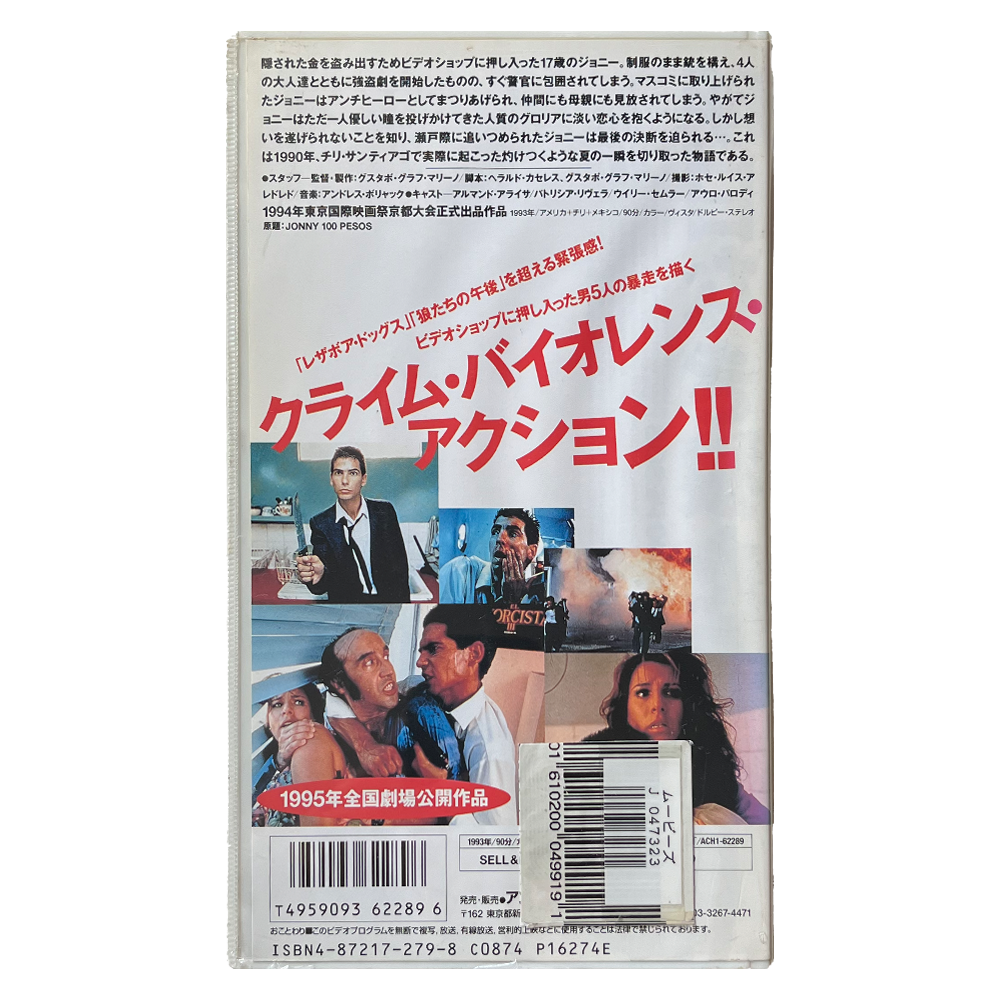 隠された金を盗み出すためビデオショップに押し入った17歳のジョニー。制服のまま銃を構え、4人
の大人達とともに強盗劇を開始したものの、すぐ警官に包囲されてしまう。マスコミに取り上げられ
たジョニーはアンチヒーローとしてまつりあげられ、仲間にも母親にも見放されてしまう。やがてジ
ョニーはただ一人優しい瞳を投げかけてきた人質のグロリアに淡い恋心を抱くようになる。しかし想
いを遂げられないことを知り、瀬戸際に追いつめられたジョニーは最後の決断を迫られる…。これ
は1990年、チリ・サンティアゴで実際に起こった灼けつくような夏の一瞬を切り取った物語である。
●スタッフ―監督・製作：グスタボ・グラフ・マリーノ/脚本：ヘラルド・カセレス、グスタボ・グラフ・マリーノ/撮影：ホセ・ルイス・ア
レドレド/音楽：アンドレス・ポリャック●キャスト―アルマンド・アライサ/パトリシア・リヴェラ/ウイリー・セムラー/アウロ・パロディ
1994年東京国際映画祭京都大会正式出品作品 1993年/アメリカ+チリ+メキシコ/90分/カラー/ヴィスタ/ドルビー・ステレオ
原題：JONNY 100 PESOS
「レザボア・ドッグス」「狼たちの午後」を超える緊張感！
ビデオショップに押し入った男5人の暴走を描く
クライム・バイオレンス・
アクション!!
EL
ORCISTA
III
1995年全国劇場公開作品
ムービーズ
J 047323
01 610200 049919 1
1993年/90分/
/ACH1-62289
SELL &
T4959093 622896
発売・販売●ア
〒162 東京都新
03-3267-4471
おことわり■このビデオプログラムを無断で複写、放送、有線放送、営利的上映などに使用することは法律で禁じられております。
ISBN4-87217-279-8 C0874 P16274E